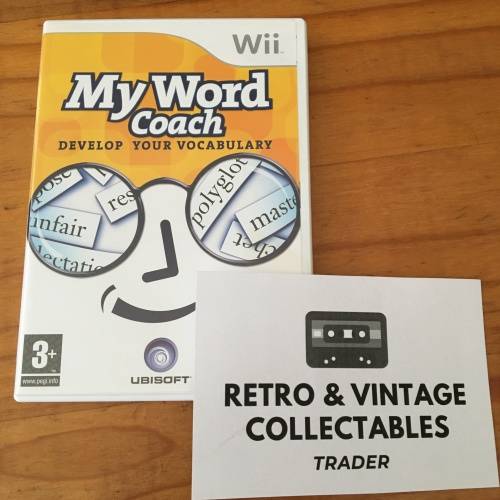 Wii
My Word
Coach
DEVELOP YOUR VOCABULARY
unfair
res
polyglot
maste
3+
www.pegi.info
UBISOFT
RETRO & VINTAGE
COLLECTABLES
TRADER